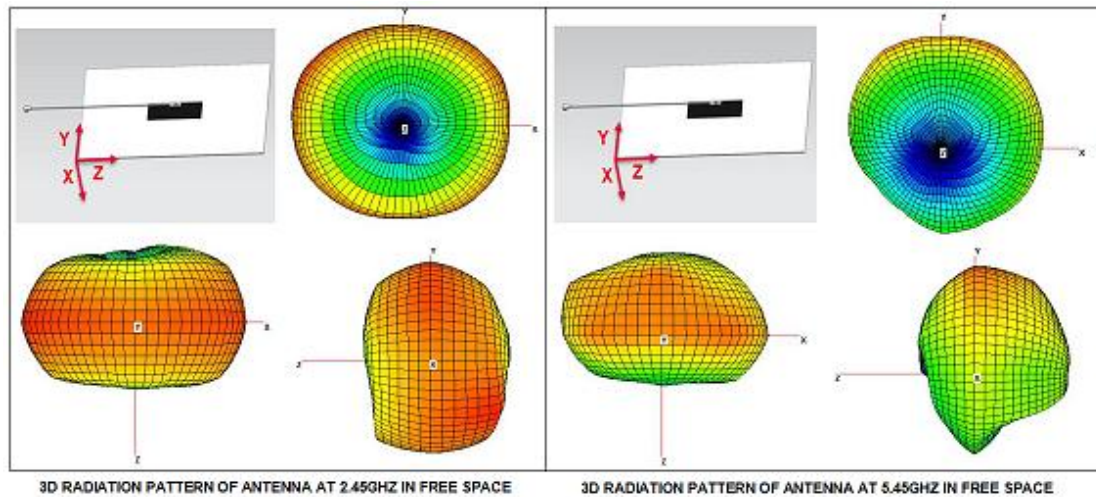 Y
Z
X
Y
X
Z
Y
Z
X
Y
X
Z
X
Y
Z
Y
Z
X
X
Y
Z
Y
Z
X
3D RADIATION PATTERN OF ANTENNA AT 2.45GHZ IN FREE SPACE
3D RADIATION PATTERN OF ANTENNA AT 5.45GHZ IN FREE SPACE